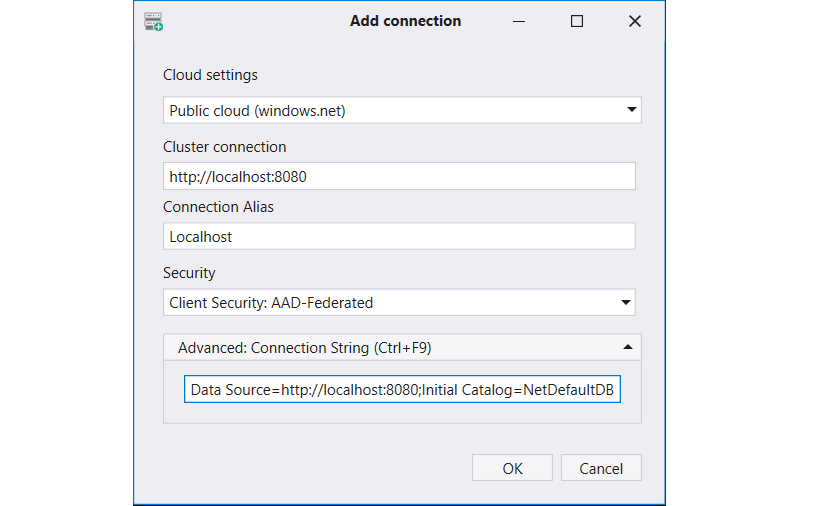 Add connection
Cloud settings
Public cloud (windows.net)
Cluster connection
http://localhost:8080
Connection Alias
Localhost
Security
Client Security: AAD-Federated
Advanced: Connection String (Ctrl+F9)
Data Source=http://localhost:8080;Initial Catalog=NetDefaultDB
OK Cancel